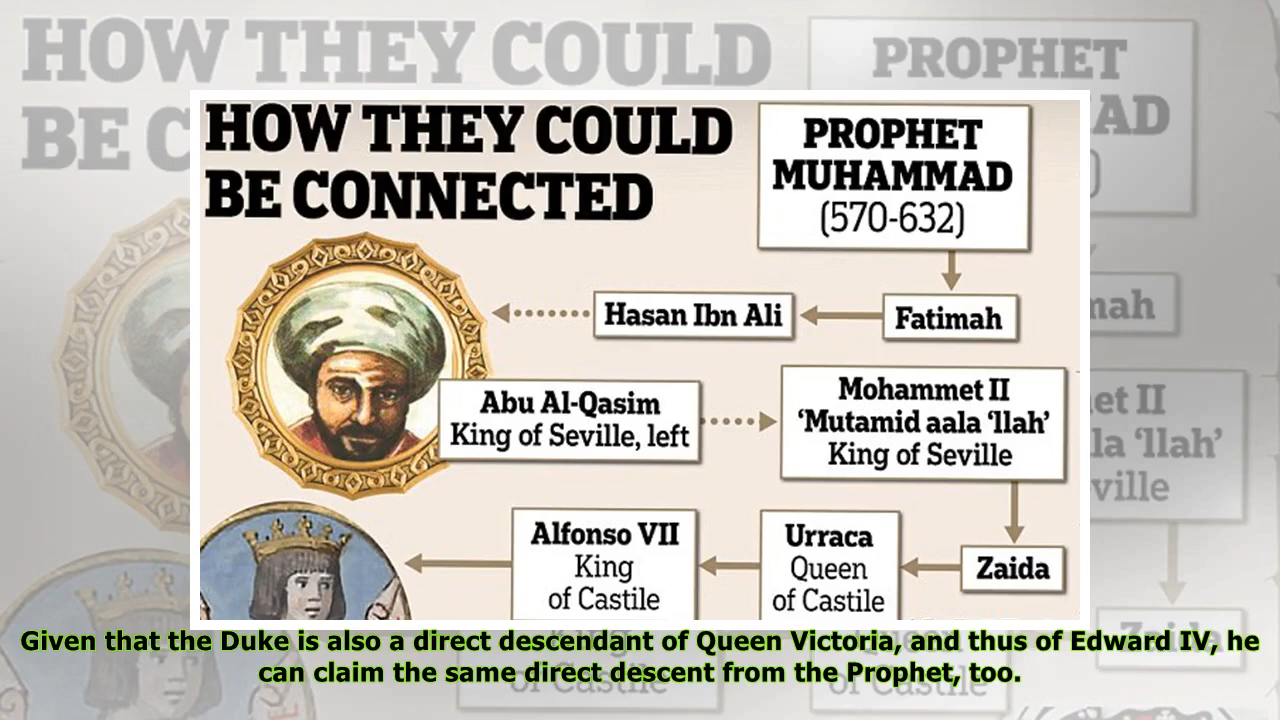 HOW THEY COULD
BE CONNECTED
PROPHET
MUHAMMAD
(570-632)
Hasan Ibn Ali
Fatimah
Abu Al-Qasim
King of Seville, left
Mohammet II
‘Mutamid aala ‘llah’
King of Seville
Alfonso VII
King
of Castile
Urraca
Queen
of Castile
Zaida
Given that the Duke is also a direct descendant of Queen Victoria, and thus of Edward IV, he
can claim the same direct descent from the Prophet, too.